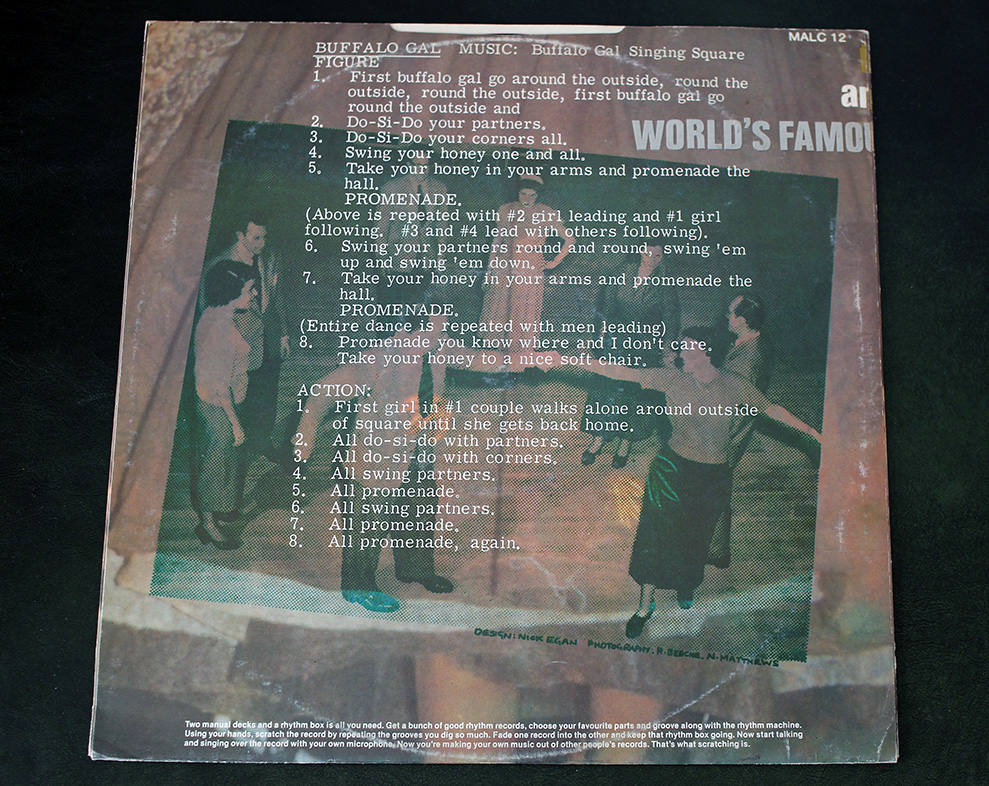 MALC 12
BUFFALO GAL MUSIC: Buffalo Gal Singing Square
FIGURE
1. First buffalo gal go around the outside, round the
outside, round the outside, first buffalo gal go
round the outside and
2. Do-Si-Do your partners.
3. Do-Si-Do your corners all.
4. Swing your honey one and all.
5. Take your honey in your arms and promenade the
hall.
PROMENADE.
(Above is repeated with #2 girl leading and #1 girl
following. #3 and #4 lead with others following).
6. Swing your partners round and round, swing 'em
up and swing 'em down.
7. Take your honey in your arms and promenade the
hall.
PROMENADE.
(Entire dance is repeated with men leading)
8. Promenade you know where and I don't care.
Take your honey to a nice soft chair.
ACTION:
1. First girl in #1 couple walks alone around outside
of square until she gets back home.
2. All do-si-do with partners.
3. All do-si-do with corners.
4. All swing partners.
5. All promenade.
6. All swing partners.
7. All promenade.
8. All promenade, again.
an
WORLD'S FAMOU
DESIGN: NICK EGAN PHOTOGRAPHY. R. BEECHE. N. MATTHEWS
Two manual decks and a rhythm box is all you need. Get a bunch of good rhythm records, choose your favourite parts and groove along with the rhythm machine.
Using your hands, scratch the record by repeating the grooves you dig so much. Fade one record into the other and keep that rhythm box going. Now start talking
and singing over the record with your own microphone. Now you're making your own music out of other people's records. That's what scratching is.